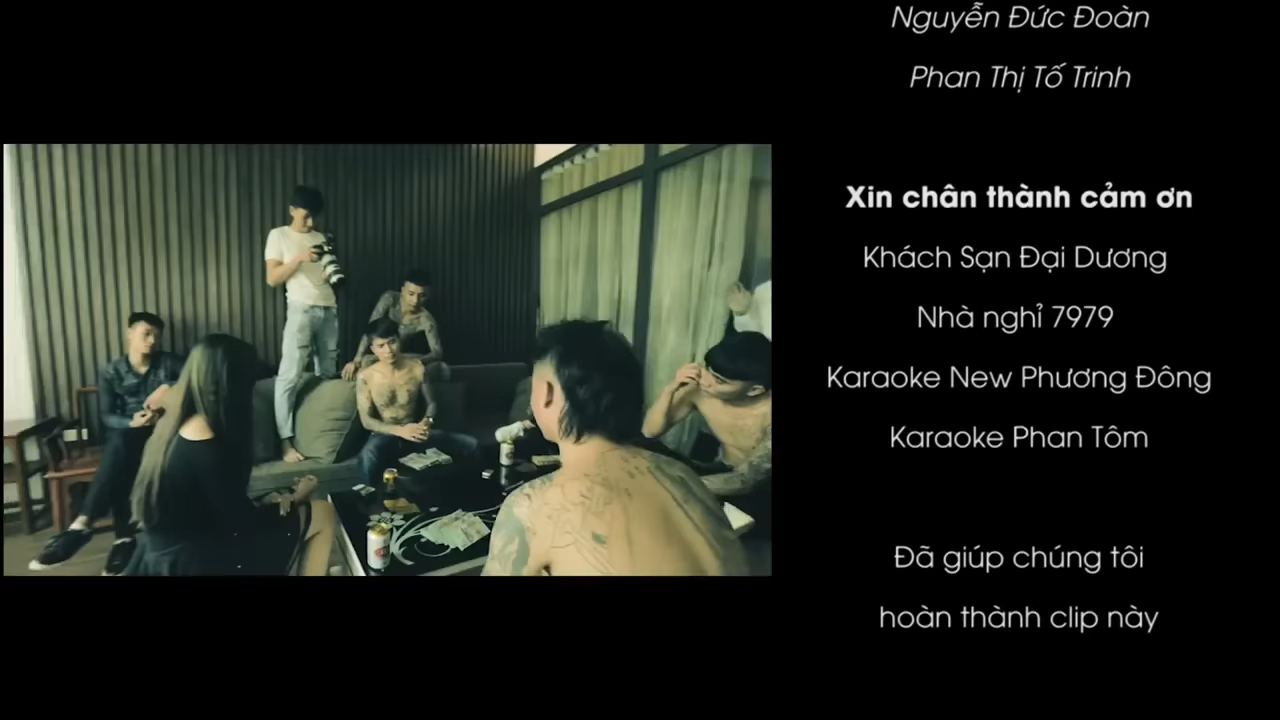 Nguyễn Đức Đoàn
Phan Thị Tố Trinh
Xin chân thành cảm ơn
Khách Sạn Đại Dương
Nhà nghỉ 7979
Karaoke New Phương Đông
Karaoke Phan Tôm
Đã giúp chúng tôi
hoàn thành clip này